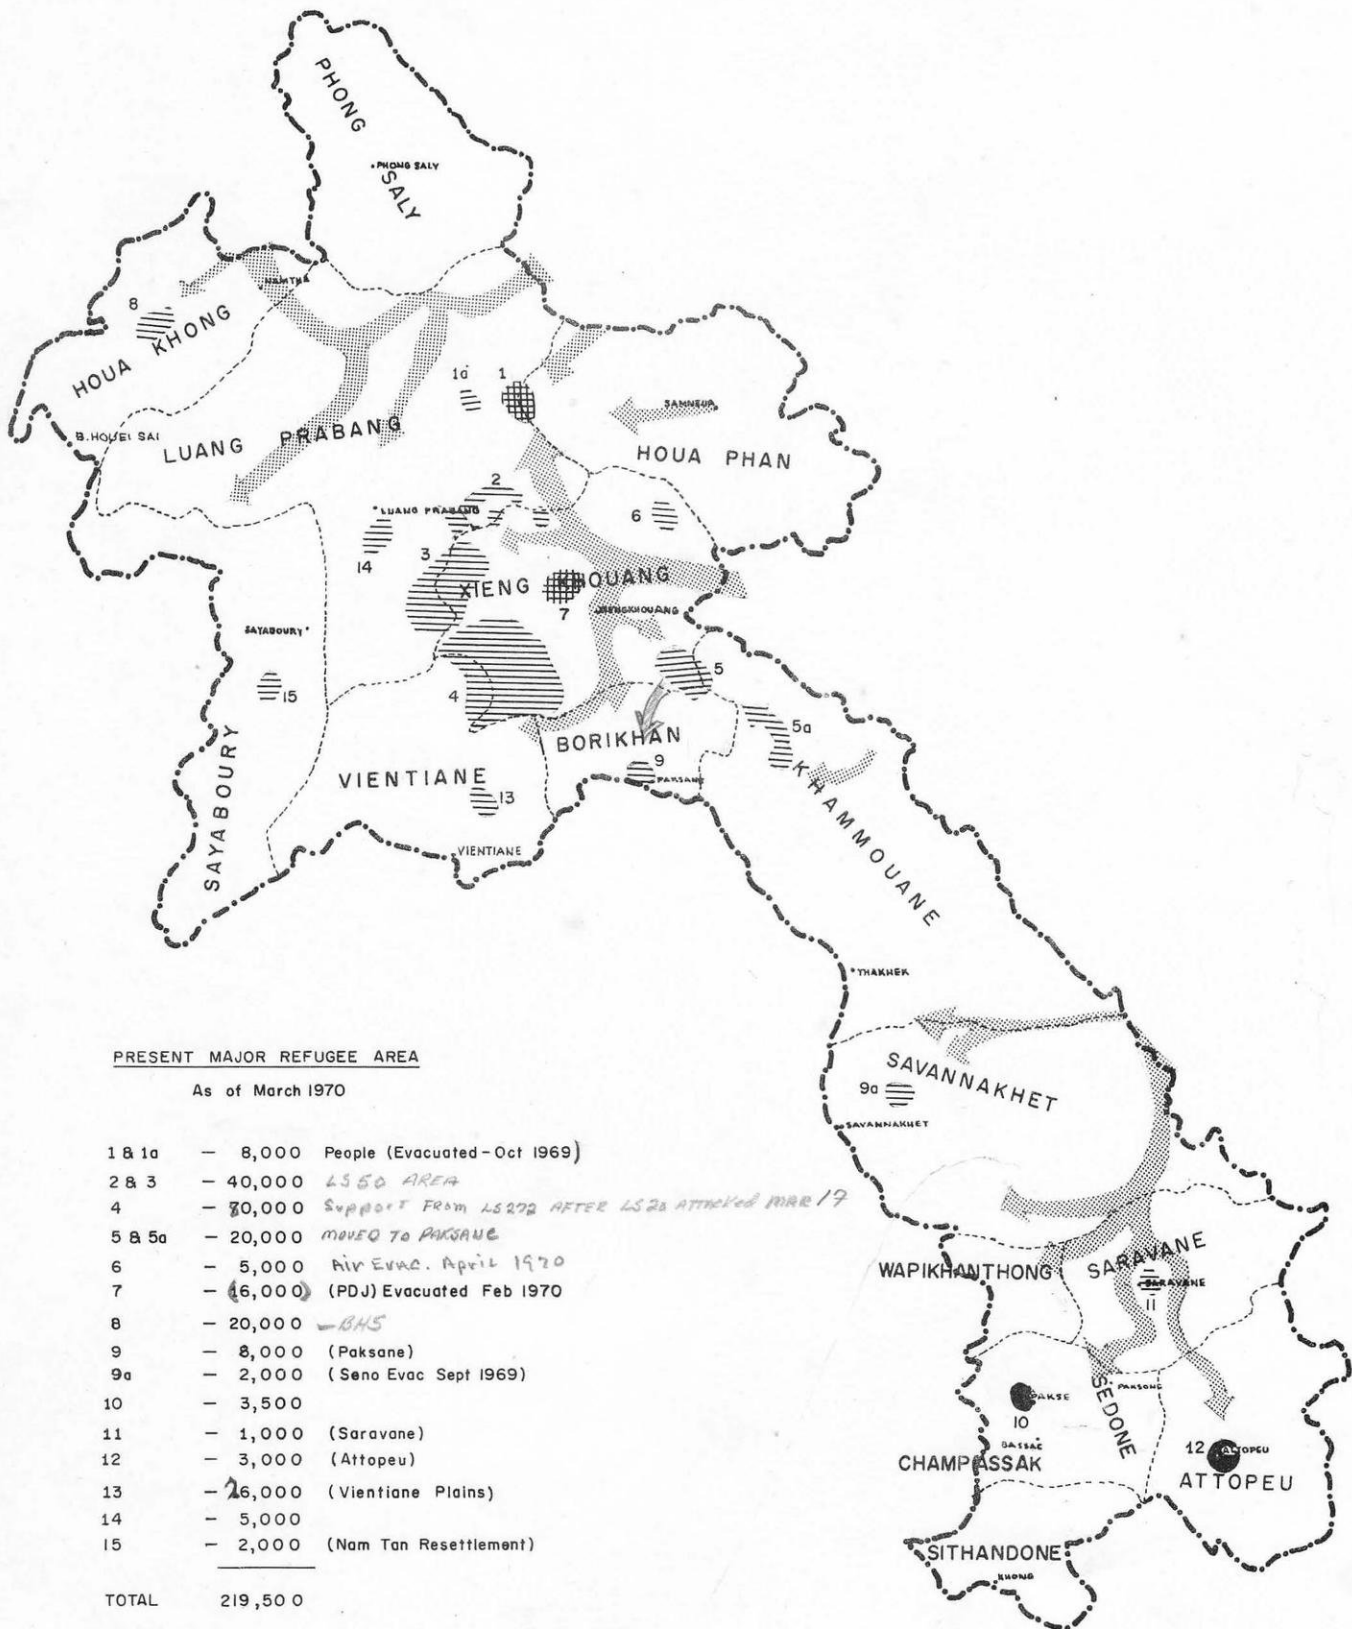 PHONG SALY
PHONG SALY
NAMTHA
8
HOUA KHONG
1a
1
SAMNEUA
B. HOUEI SAI
LUANG PRABANG
HOUA PHAN
2
LUANG PRABANG
6
14
3
XIENG KHOUANG
7
XIENGKHOUANG
SAYABOURY
15
4
5
5a
BORIKHAN
9
PAKSANE
VIENTIANE
13
KHAMMOUANE
SAYABOURY
VIENTIANE
THAKHEK
SAVANNAKHET
9a
SAVANNAKHET
WAPIKHANTHONG
SARAVANE
SARAVANE
11
PAKSE
10
PAKSONG
SEDONE
BASSAC
CHAMPASSAK
12
ATTOPEU
ATTOPEU
SITHANDONE
KHONG
PRESENT MAJOR REFUGEE AREA
As of March 1970
1 & 1a – 8,000 People (Evacuated - Oct 1969)
2 & 3 – 40,000 LS 50 AREA
4 – 80,000 Support From LS272 AFTER LS20 ATTACKed MAR 17
5 & 5a – 20,000 MOVED TO PAKSANE
6 – 5,000 Air EVAC. April 1970
7 – (16,000) (PDJ) Evacuated Feb 1970
8 – 20,000 – BHS
9 – 8,000 (Paksane)
9a – 2,000 (Seno Evac Sept 1969)
10 – 3,500
11 – 1,000 (Saravane)
12 – 3,000 (Attopeu)
13 – 26,000 (Vientiane Plains)
14 – 5,000
15 – 2,000 (Nam Tan Resettlement)
TOTAL 219,500